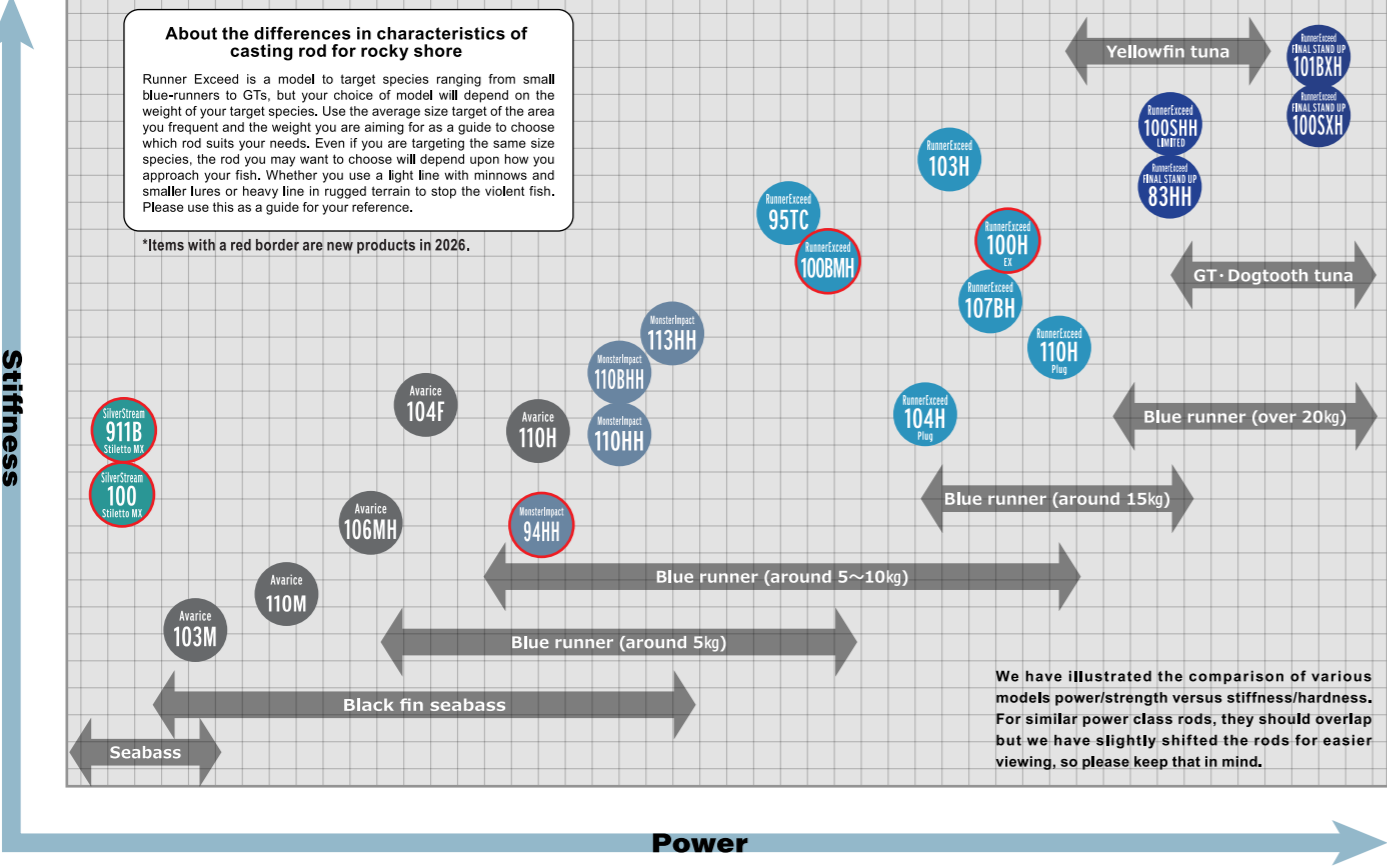 About the differences in characteristics of
casting rod for rocky shore
Runner Exceed is a model to target species ranging from small
blue-runners to GTs, but your choice of model will depend on the
weight of your target species. Use the average size target of the area
you frequent and the weight you are aiming for as a guide to choose
which rod suits your needs. Even if you are targeting the same size
species, the rod you may want to choose will depend upon how you
approach your fish. Whether you use a light line with minnows and
smaller lures or heavy line in rugged terrain to stop the violent fish.
Please use this as a guide for your reference.
*Items with a red border are new products in 2026.
Yellowfin tuna
RunnerExceed
FINAL STAND UP
101BXH
RunnerExceed
FINAL STAND UP
100SXH
RunnerExceed
100SHH
LIMITED
RunnerExceed
FINAL STAND UP
83HH
RunnerExceed
103H
RunnerExceed
95TC
RunnerExceed
100BMH
RunnerExceed
100H
EX
RunnerExceed
107BH
GT・Dogtooth tuna
RunnerExceed
110H
Plug
MonsterImpact
113HH
MonsterImpact
110BHH
MonsterImpact
110HH
Avarice
104F
Avarice
110H
RunnerExceed
104H
Plug
Blue runner (over 20kg)
SilverStream
911B
Stiletto MX
SilverStream
100
Stiletto MX
Avarice
106MH
MonsterImpact
94HH
Blue runner (around 15kg)
Blue runner (around 5～10kg)
Avarice
110M
Avarice
103M
Blue runner (around 5kg)
Black fin seabass
Seabass
We have illustrated the comparison of various
models power/strength versus stiffness/hardness.
For similar power class rods, they should overlap
but we have slightly shifted the rods for easier
viewing, so please keep that in mind.
Stiffness
Power